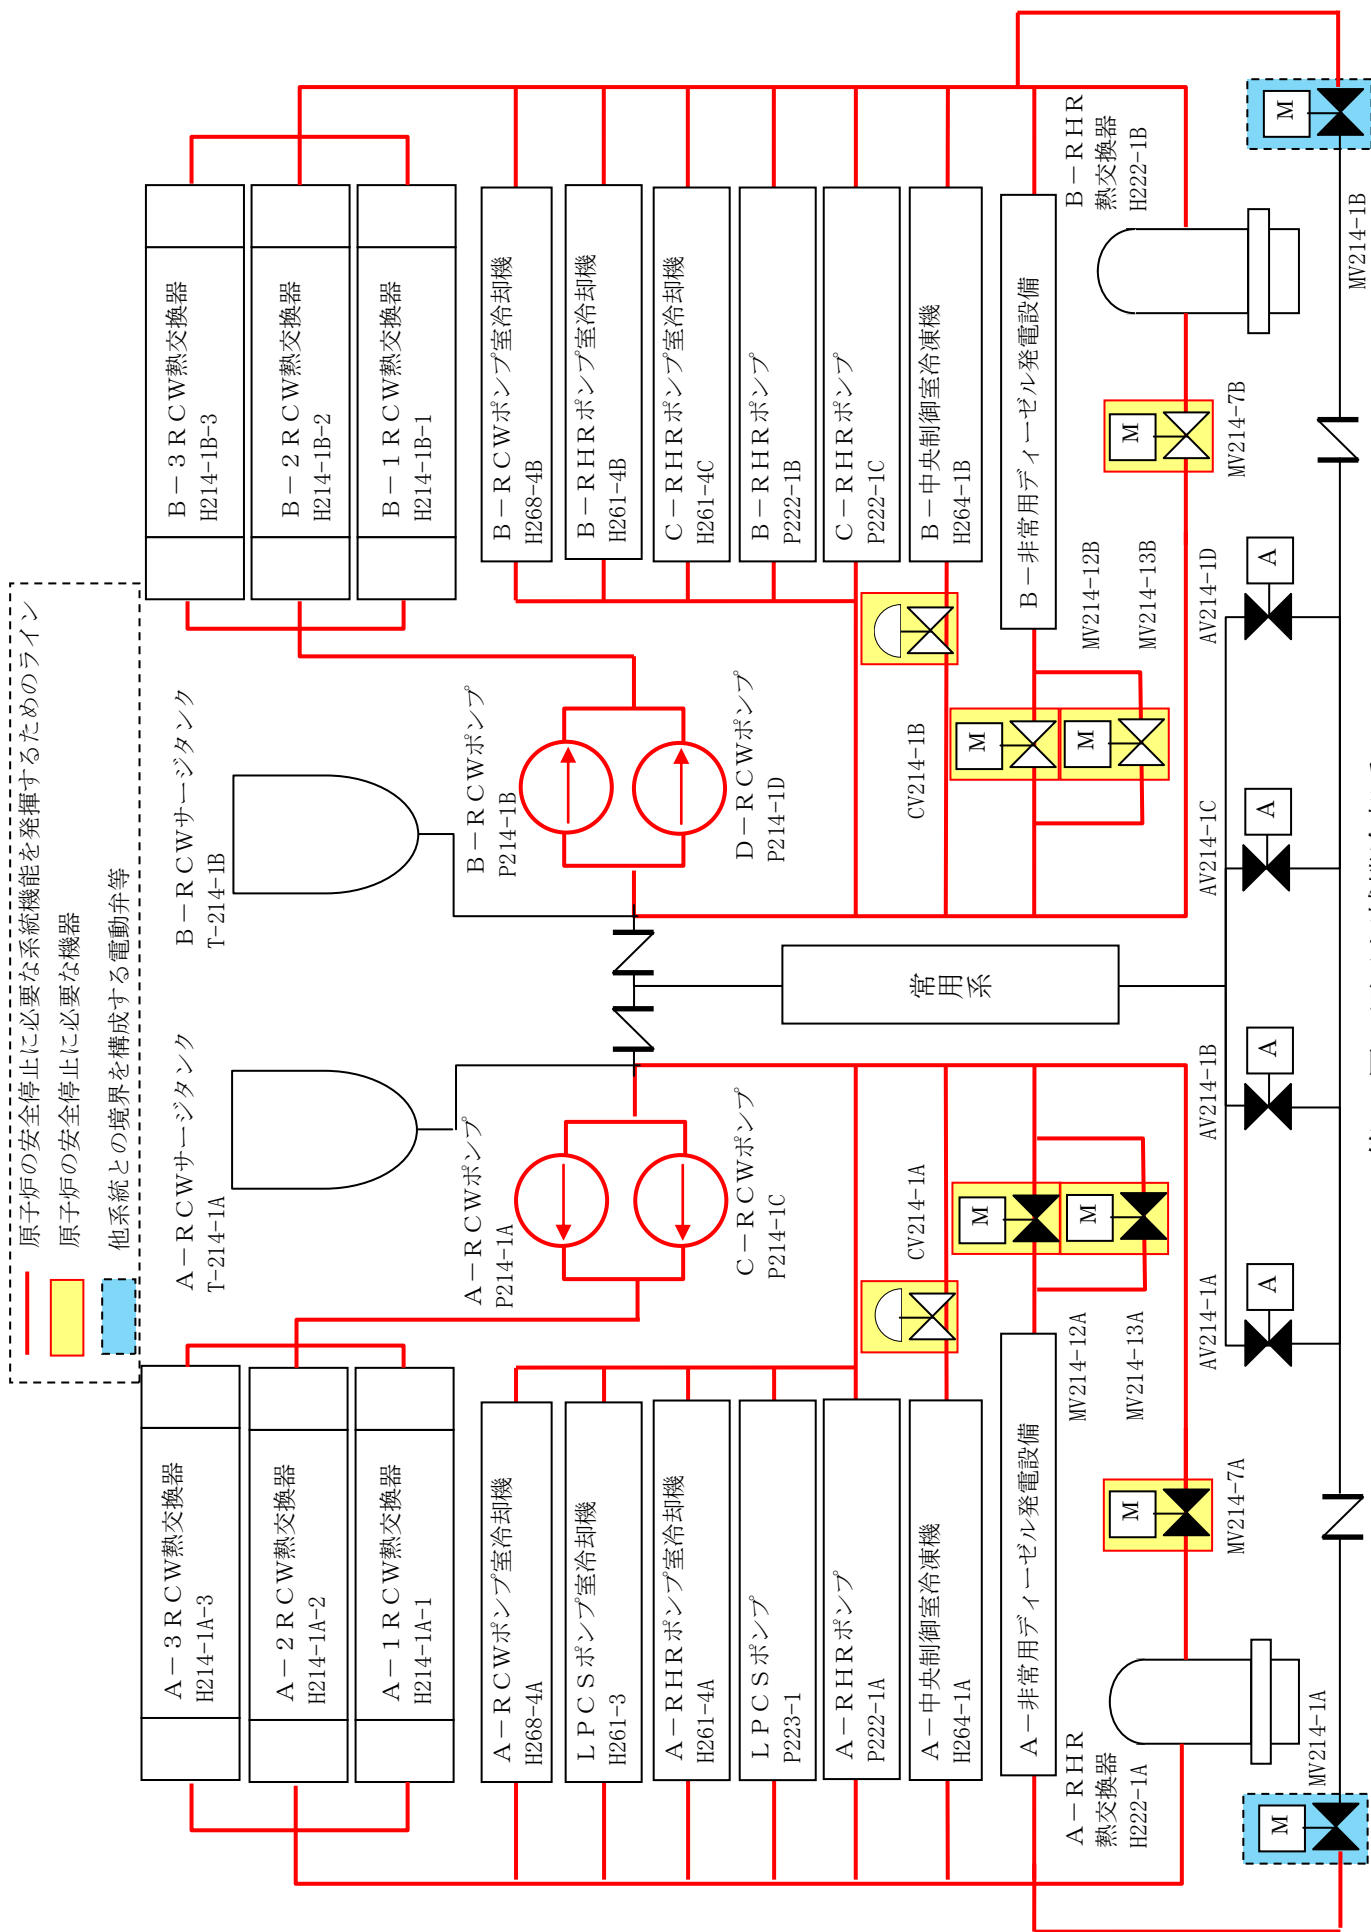 原子炉の安全停止に必要な系統機能を発揮するためのライン
原子炉の安全停止に必要な機器
他系統との境界を構成する電動弁等
A－RCWサージタンク
T-214-1A
B－RCWサージタンク
T-214-1B
A－3RCW熱交換器
H214-1A-3
A－2RCW熱交換器
H214-1A-2
A－1RCW熱交換器
H214-1A-1
B－3RCW熱交換器
H214-1B-3
B－2RCW熱交換器
H214-1B-2
B－1RCW熱交換器
H214-1B-1
A－RCWポンプ
P214-1A
C－RCWポンプ
P214-1C
B－RCWポンプ
P214-1B
D－RCWポンプ
P214-1D
A－RCWポンプ室冷却機
H268-4A
LPCSポンプ室冷却機
H261-3
A－RHRポンプ室冷却機
H261-4A
LPCSポンプ
P223-1
A－RHRポンプ
P222-1A
A－中央制御室冷凍機
H264-1A
A－非常用ディーゼル発電設備
B－RCWポンプ室冷却機
H268-4B
B－RHRポンプ室冷却機
H261-4B
C－RHRポンプ室冷却機
H261-4C
B－RHRポンプ
P222-1B
C－RHRポンプ
P222-1C
B－中央制御室冷凍機
H264-1B
B－非常用ディーゼル発電設備
CV214-1A
CV214-1B
常用系
M
M
M
M
MV214-12A
MV214-13A
MV214-12B
MV214-13B
A－RHR
熱交換器
H222-1A
M
MV214-7A
M
MV214-7B
B－RHR
熱交換器
H222-1B
AV214-1A
A
AV214-1B
A
AV214-1C
A
AV214-1D
A
M
MV214-1A
M
MV214-1B